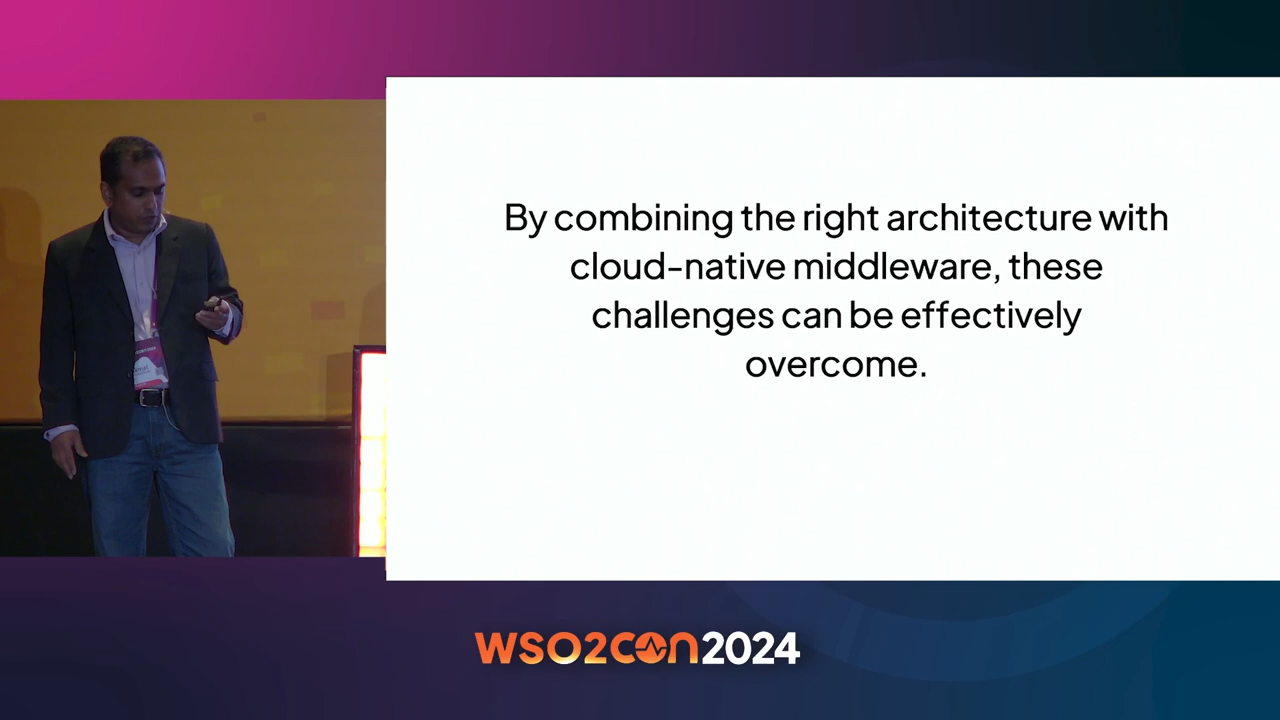 By combining the right architecture with
cloud-native middleware, these
challenges can be effectively
overcome.
WSO2CON2024